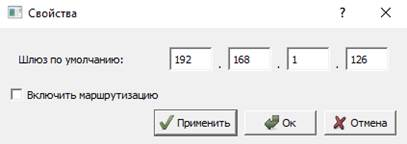 Свойства
Шлюз по умолчанию: 192 . 168 . 1 . 126
Включить маршрутизацию
Применить Ок Отмена